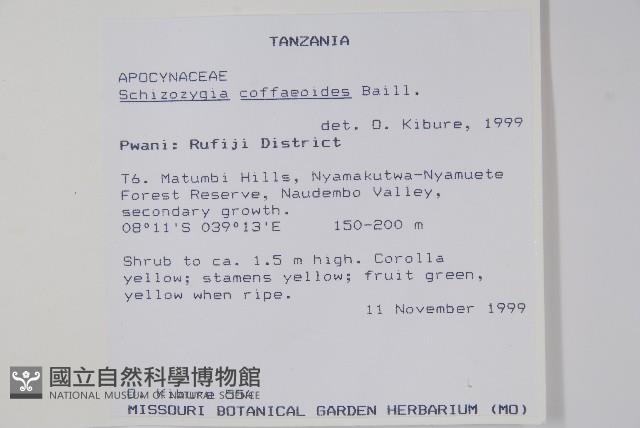 TANZANIA
APOCYNACEAE
Schizozygia coffaeoides Baill.
det. O. Kibure, 1999
Pwani: Rufiji District
T6. Matumbi Hills, Nyamakutwa-Nyamuete
Forest Reserve, Naudembo Valley,
secondary growth.
08°11'S 039°13'E 150-200 m
Shrub to ca. 1.5 m high. Corolla
yellow; stamens yellow; fruit green,
yellow when ripe.
11 November 1999
國立自然科學博物館
NATIONAL MUSEUM OF NATURAL SCIENCE
O. Kibure 554
MISSOURI BOTANICAL GARDEN HERBARIUM (MO)